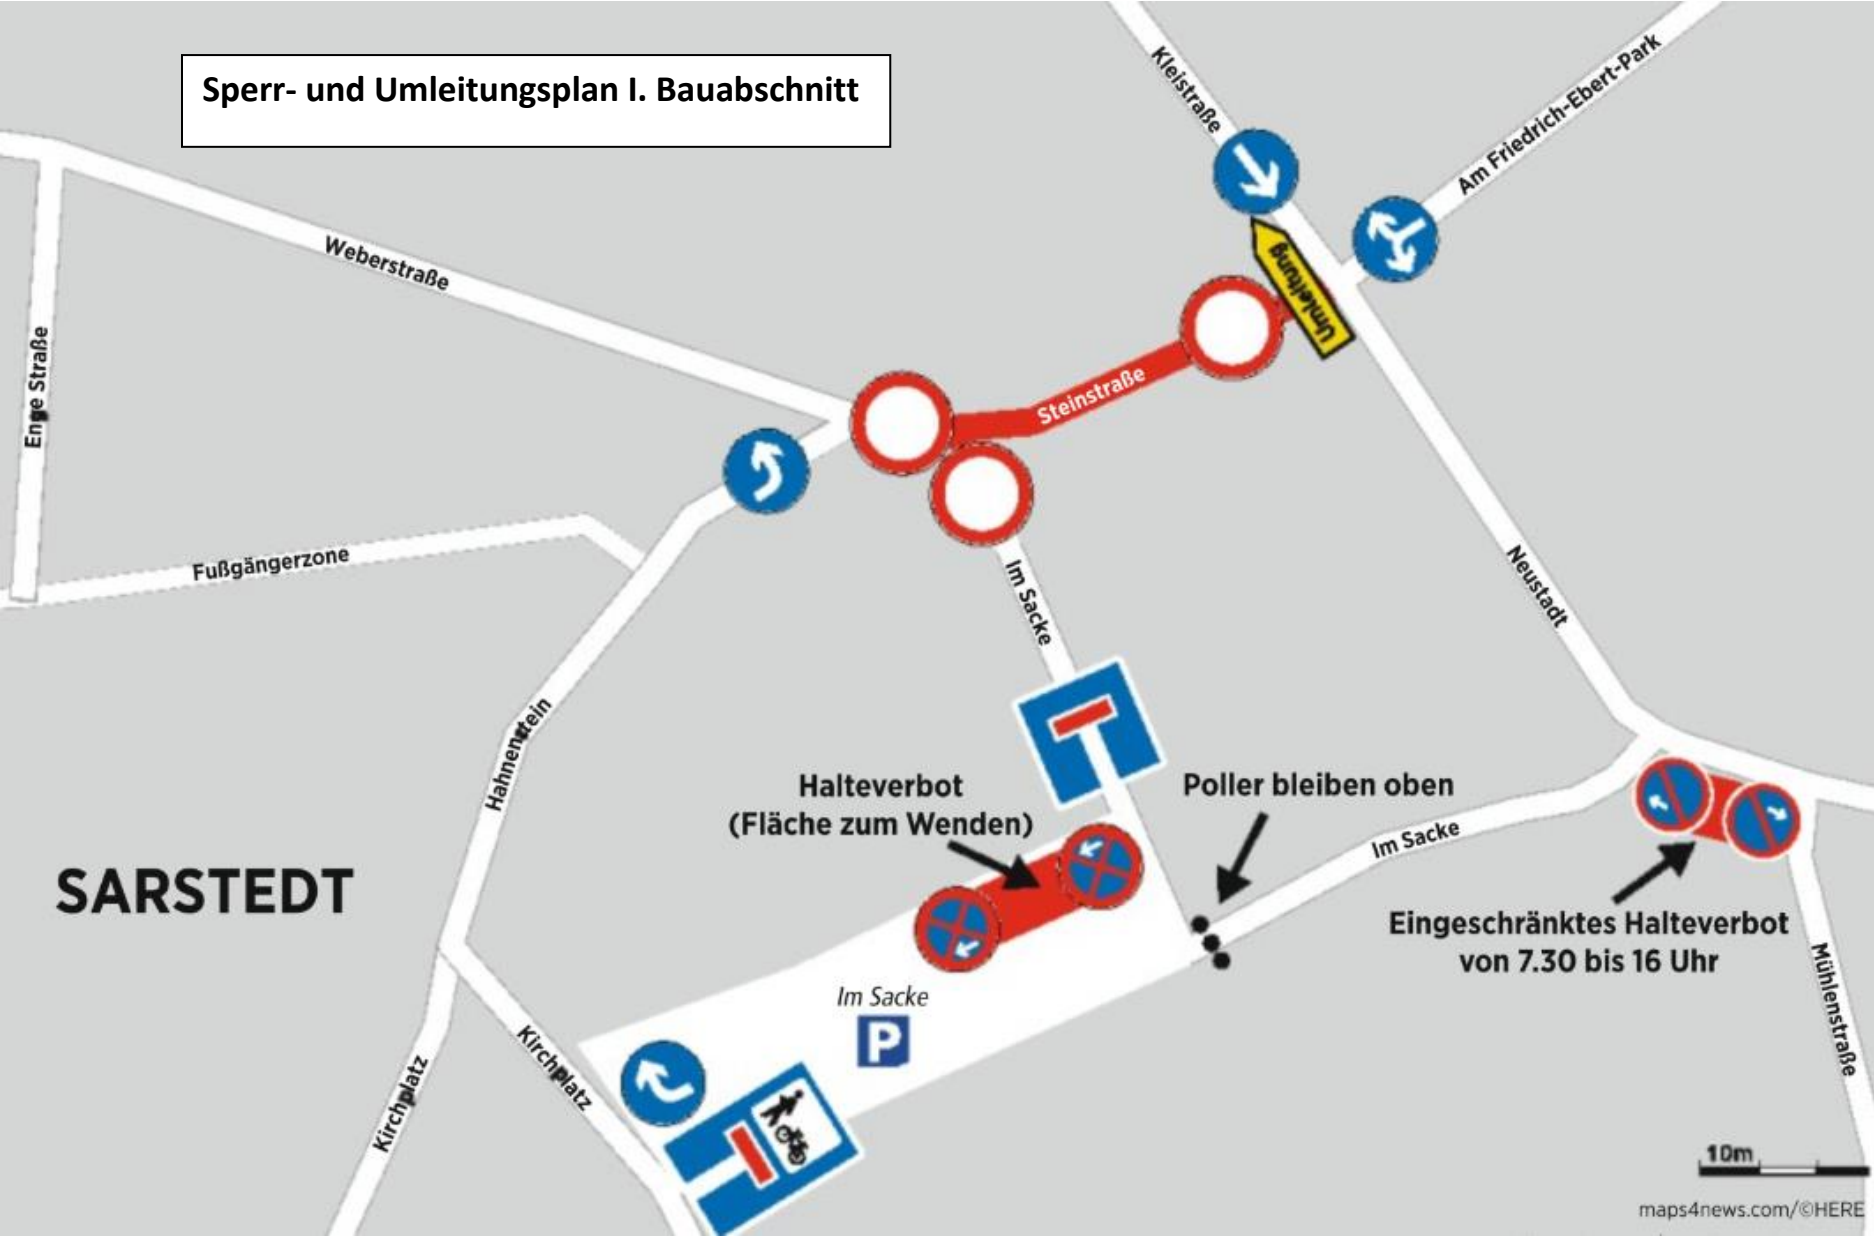 Sperr- und Umleitungsplan I. Bauabschnitt
Kleistraße
Am Friedrich-Ebert-Park
Weberstraße
Umleitung
Enge Straße
Steinstraße
Fußgängerzone
Im Sacke
Neustadt
Hahnenstein
Halteverbot
(Fläche zum Wenden)
Poller bleiben oben
Im Sacke
SARSTEDT
Eingeschränktes Halteverbot
von 7.30 bis 16 Uhr
Im Sacke
P
Mühlenstraße
Kirchplatz
Kirchplatz
10m
maps4news.com/©HERE